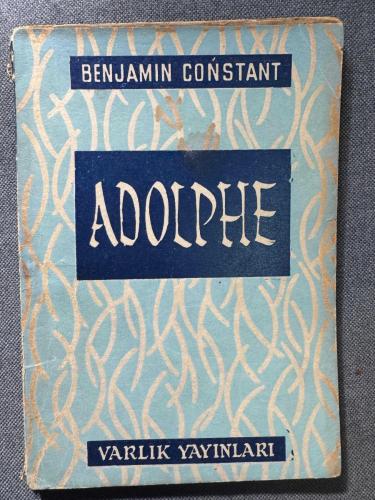 BENJAMIN CONSTANT
ADOLPHE
VARLIK YAYINLARI